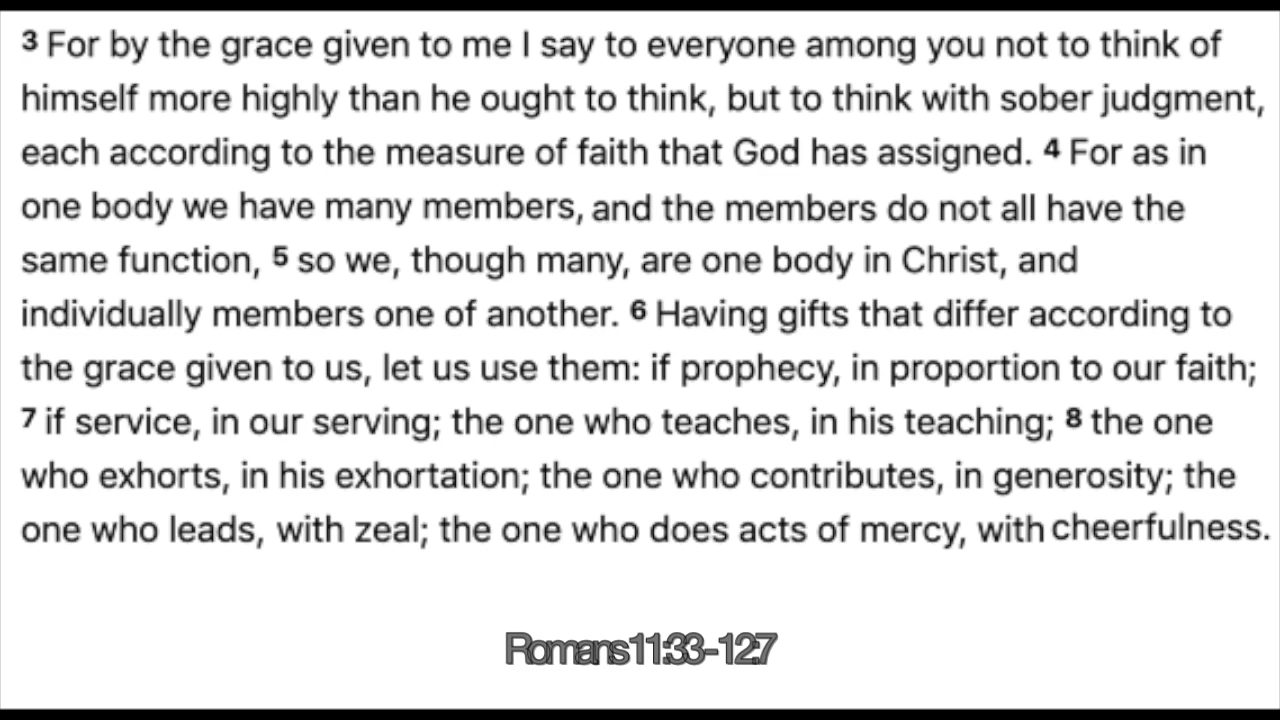 3 For by the grace given to me I say to everyone among you not to think of
himself more highly than he ought to think, but to think with sober judgment,
each according to the measure of faith that God has assigned. 4 For as in
one body we have many members, and the members do not all have the
same function, 5 so we, though many, are one body in Christ, and
individually members one of another. 6 Having gifts that differ according to
the grace given to us, let us use them: if prophecy, in proportion to our faith;
7 if service, in our serving; the one who teaches, in his teaching; 8 the one
who exhorts, in his exhortation; the one who contributes, in generosity; the
one who leads, with zeal; the one who does acts of mercy, with cheerfulness.
Romans 11:33-12:7